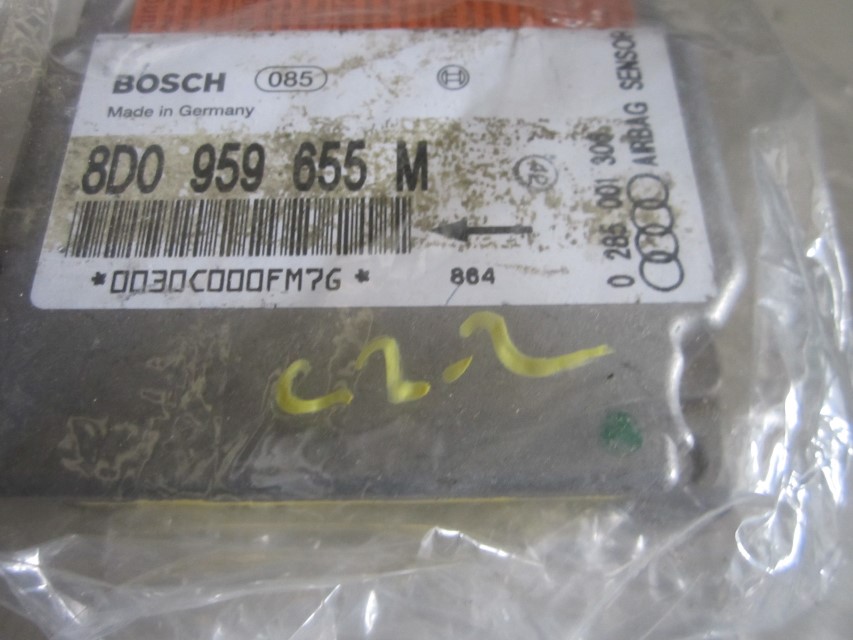 BOSCH 085
Made in Germany
8D0 959 655 M
*0030C000FM7G *
864
0 285 001 306 AIRBAG SENSOR